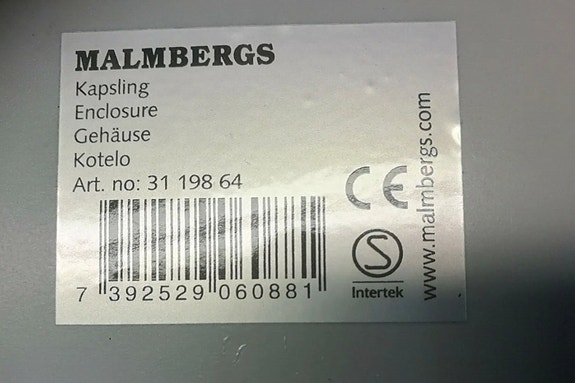 MALMBERGS
Kapsling
Enclosure
Gehäuse
Kotelo
Art. no: 31 198 64
CE
S
Intertek
www.malmbergs.com
7 392529 060881